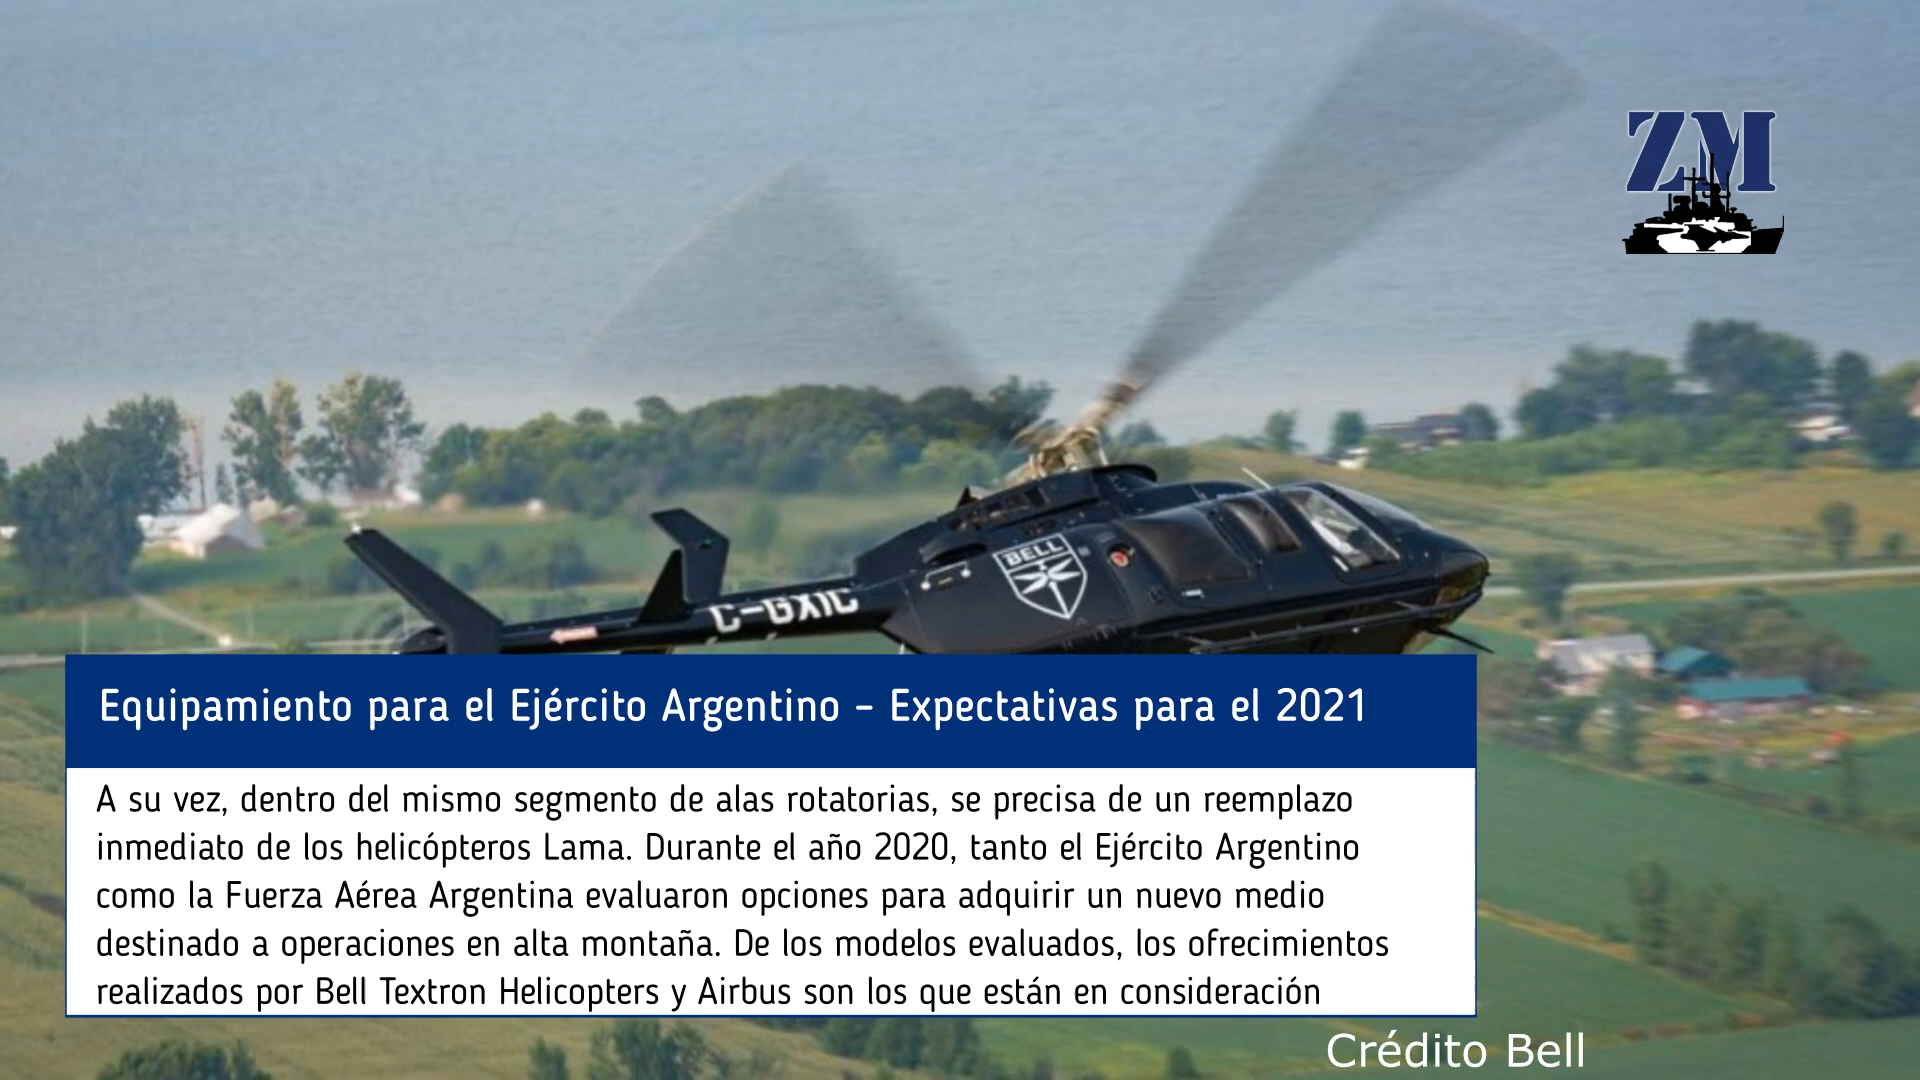 ZM
BELL
C-GXIC
Equipamiento para el Ejército Argentino - Expectativas para el 2021
A su vez, dentro del mismo segmento de alas rotatorias, se precisa de un reemplazo
inmediato de los helicópteros Lama. Durante el año 2020, tanto el Ejército Argentino
como la Fuerza Aérea Argentina evaluaron opciones para adquirir un nuevo medio
destinado a operaciones en alta montaña. De los modelos evaluados, los ofrecimientos
realizados por Bell Textron Helicopters y Airbus son los que están en consideración
Crédito Bell